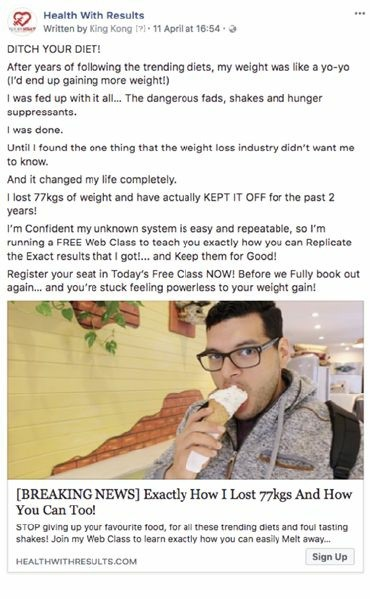 Health With Results
Written by King Kong [?] · 11 April at 16:54 ·
DITCH YOUR DIET!
After years of following the trending diets, my weight was like a yo-yo
(I'd end up gaining more weight!)
I was fed up with it all... The dangerous fads, shakes and hunger
suppressants.
I was done.
Until I found the one thing that the weight loss industry didn't want me
to know.
And it changed my life completely.
I lost 77kgs of weight and have actually KEPT IT OFF for the past 2
years!
I'm Confident my unknown system is easy and repeatable, so I'm
running a FREE Web Class to teach you exactly how you can Replicate
the Exact results that I got!... and Keep them for Good!
Register your seat in Today's Free Class NOW! Before we Fully book out
again... and you're stuck feeling powerless to your weight gain!
[BREAKING NEWS] Exactly How I Lost 77kgs And How
You Can Too!
STOP giving up your favourite food, for all these trending diets and foul tasting
shakes! Join my Web Class to learn exactly how you can easily Melt away...
HEALTHWITHRESULTS.COM
Sign Up